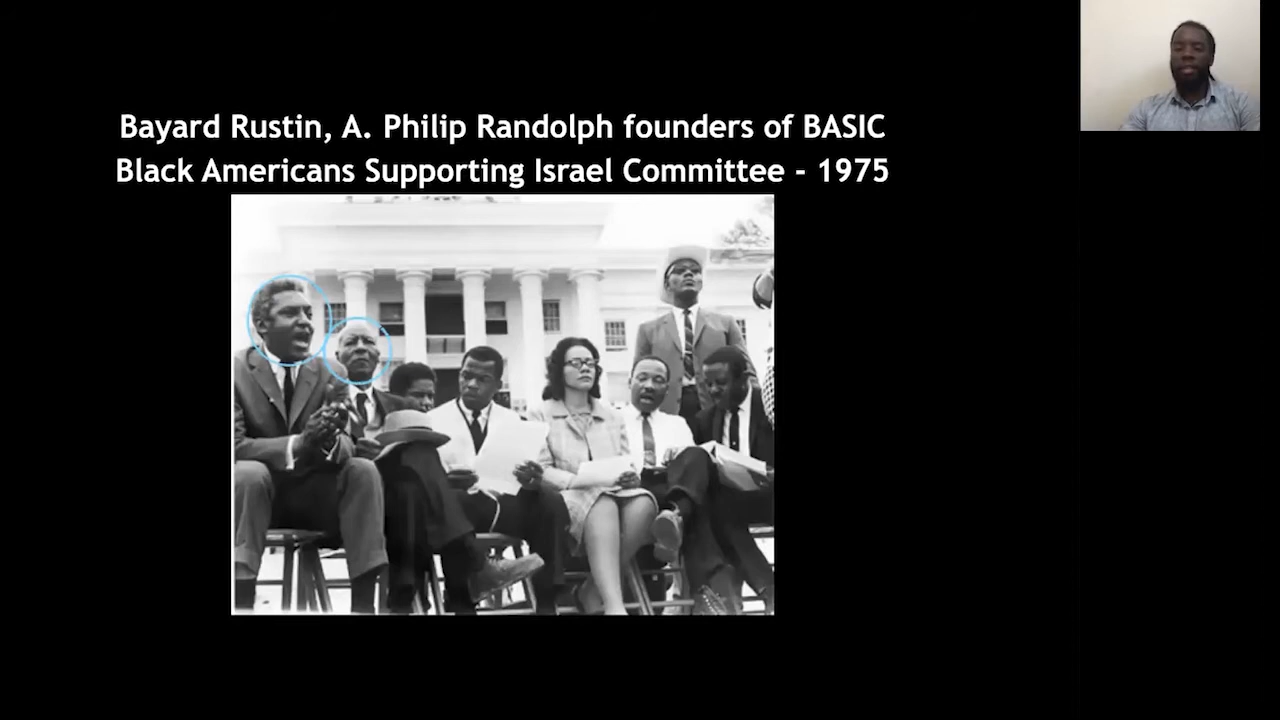 Bayard Rustin, A. Philip Randolph founders of BASIC
Black Americans Supporting Israel Committee - 1975